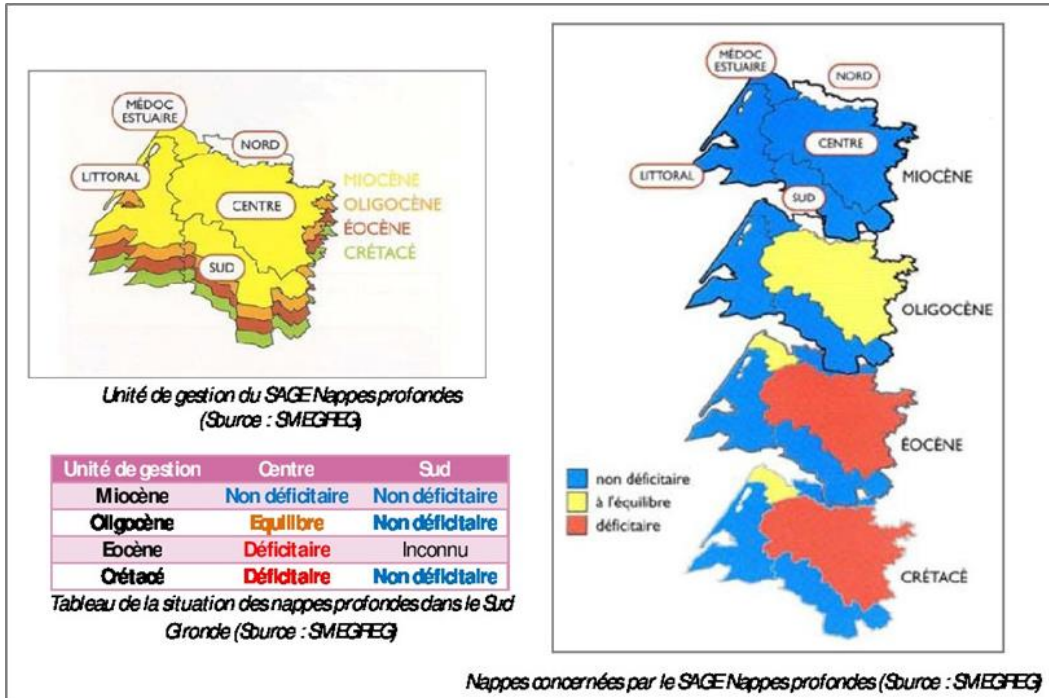 MÉDOC
ESTUAIRE
NORD
LITTORAL
CENTRE
SUD
MIOCÈNE
OLIGOCÈNE
ÉOCÈNE
CRÉTACÉ
Unité de gestion du SAGE Nappes profondes
(Source : SMEGREG)
Unité de gestion Centre Sud
Miocène Non déficitaire Non déficitaire
Oligocène Equilibre Non déficitaire
Eocène Déficitaire Inconnu
Crétacé Déficitaire Non déficitaire
Tableau de la situation des nappes profondes dans le Sud
Gironde (Source : SMEGREG)
MÉDOC
ESTUAIRE
NORD
CENTRE
LITTORAL
MIOCÈNE
SUD
OLIGOCÈNE
ÉOCÈNE
non déficitaire
à l'équilibre
déficitaire
CRÉTACÉ
Nappes concernées par le SAGE Nappes profondes (Source : SMEGREG)